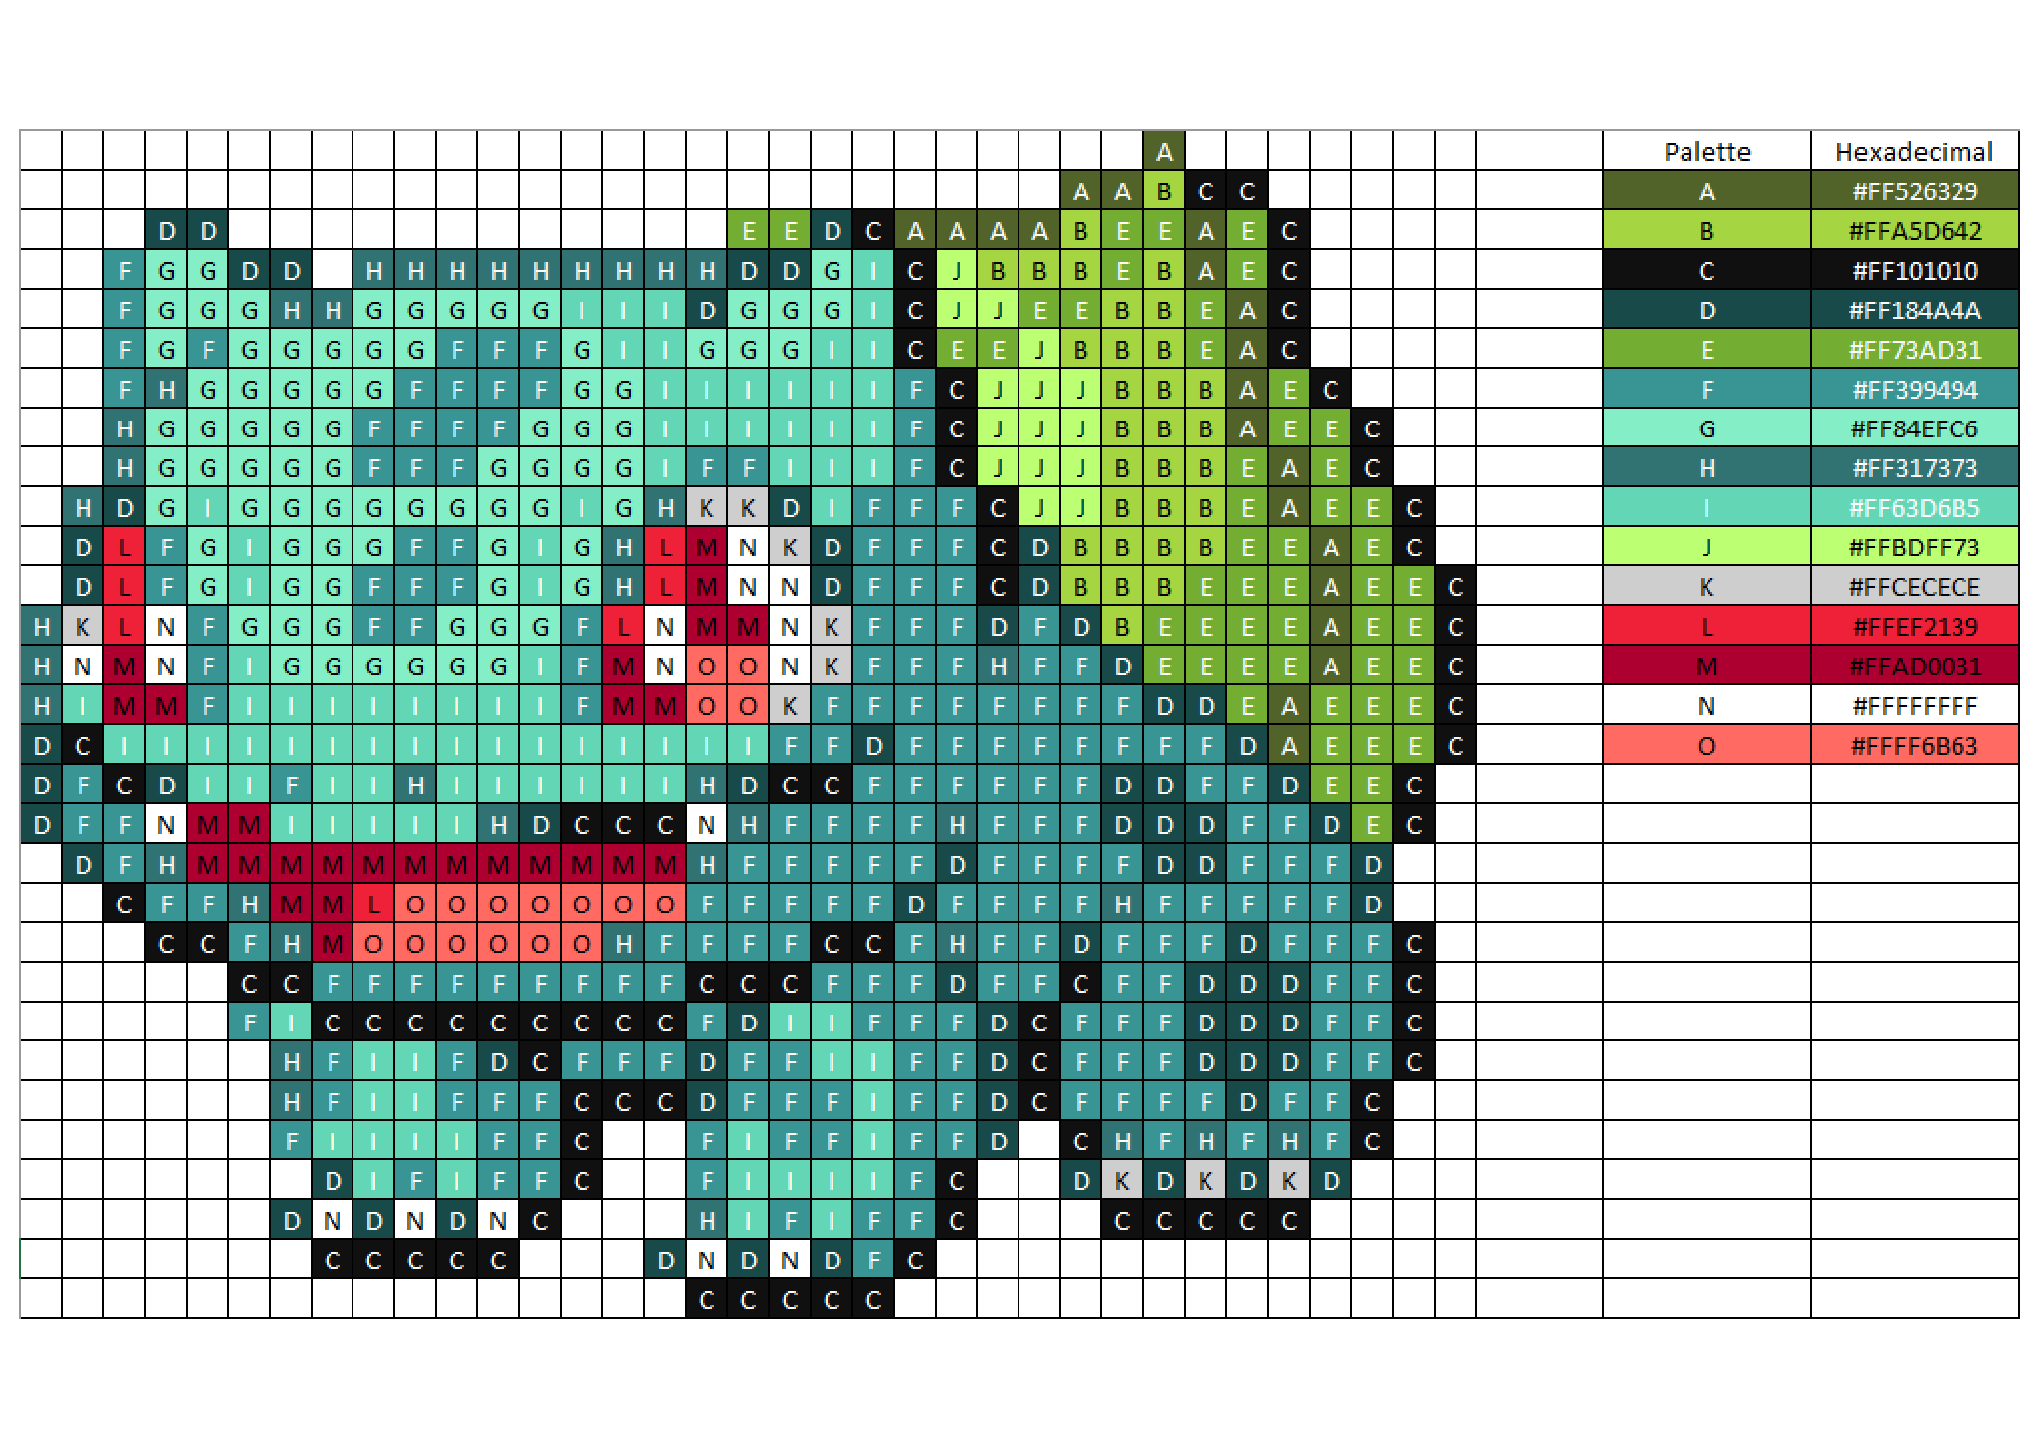 A Palette Hexadecimal
A A B C C A #FF526329
D D E E D C A A A A B E E A E C B #FFA5D642
F G G D D H H H H H H H H H D D G I C J B B B E B A E C C #FF101010
F G G G H H G G G G G I I I D G G G I C J J E E B B E A C D #FF184A4A
F G F G G G G G F F F G I I G G G I I C E E J B B B E A C E #FF73AD31
F H G G G G G F F F F G G I I I I I I F C J J J B B B A E C F #FF399494
H G G G G G F F F F G G G I I I I I I F C J J J B B B A E E C G #FF84EFC6
H G G G G G F F F G G G G I F F I I I F C J J J B B B E A E C H #FF317373
H D G I G G G G G G G G I G H K K D I F F F C J J B B B E A E E C I #FF63D6B5
D L F G I G G G F F G I G H L M N K D F F F C D B B B B E E A E C J #FFBDFF73
D L F G I G G F F F G I G H L M N N D F F F C D B B B E E E A E E C K #FFCECECE
H K L N F G G G F F G G G F L N M M N K F F F D F D B E E E E A E E C L #FFEF2139
H N M N F I G G G G G G I F M N O O N K F F F H F F D E E E E A E E C M #FFAD0031
H I M M F I I I I I I I I F M M O O K F F F F F F F F D D E A E E E C N #FFFFFFFF
D C I I I I I I I I I I I I I I I I F F D F F F F F F F F D A E E E C O #FFFF6B63
D F C D I I F I I H I I I I I I H D C C F F F F F F D D F F D E E C
D F F N M M I I I I I H D C C C N H F F F F H F F F D D D F F D E C
D F H M M M M M M M M M M M M H F F F F F D F F F F D D F F F D
C F F H M M L O O O O O O O F F F F F D F F F F H F F F F F D
C C F H M O O O O O O H F F F F C C F H F F D F F F D F F F C
C C F F F F F F F F F C C C F F F D F F C F F D D D F F C
F I C C C C C C C C C F D I I F F F D C F F F D D D F F C
H F I I F D C F F F D F F I I F F D C F F F D D D F F C
H F I I F F F C C C D F F F I F F D C F F F F D F F C
F I I I I F F C F I F F I F F D C H F H F H F C
D I F I F F C F I I I I F C D K D K D K D
D N D N D N C H I F I F F C C C C C C
C C C C C D N D N D F C
C C C C C